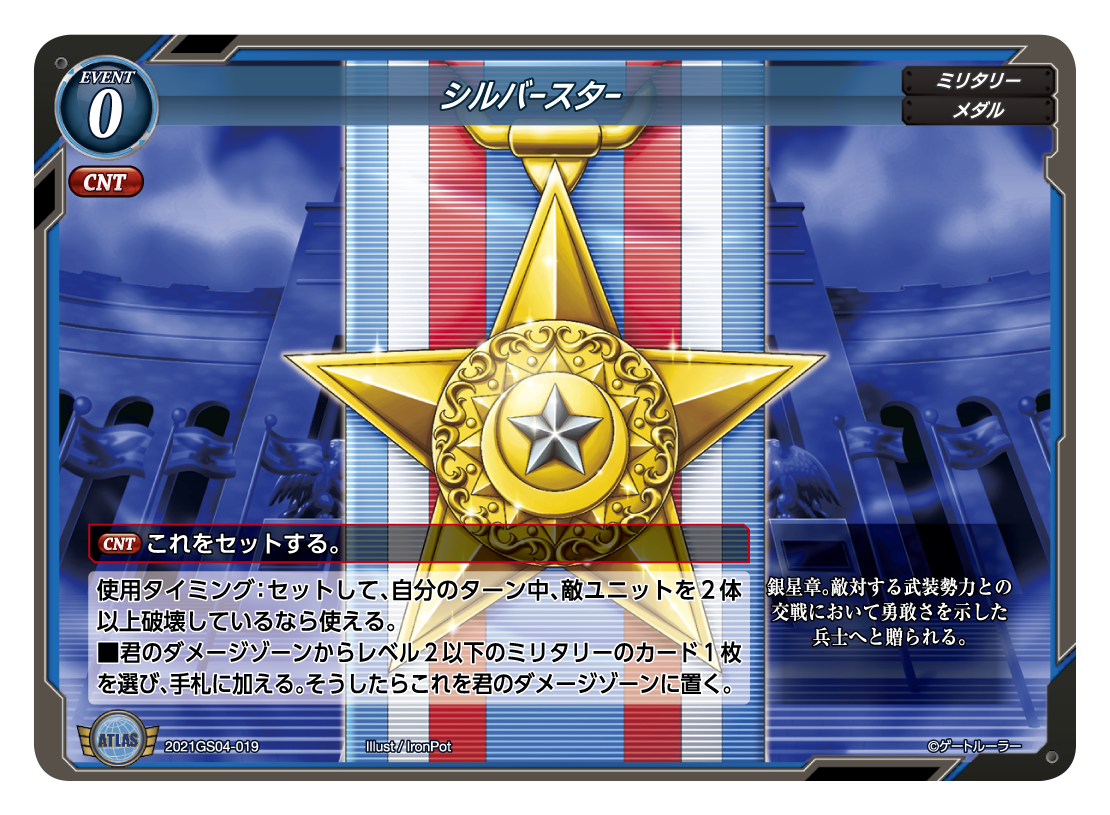 EVENT
0
シルバースター
ミリタリー
メダル
CNT
CNT これをセットする。
使用タイミング：セットして、自分のターン中、敵ユニットを２体
以上破壊しているなら使える。
■君のダメージゾーンからレベル２以下のミリタリーのカード１枚
を選び、手札に加える。そうしたらこれを君のダメージゾーンに置く。
銀星章。敵対する武装勢力との
交戦において勇敢さを示した
兵士へと贈られる。
ATLAS
2021GS04-019
Illust / IronPot
©ゲートルーラー